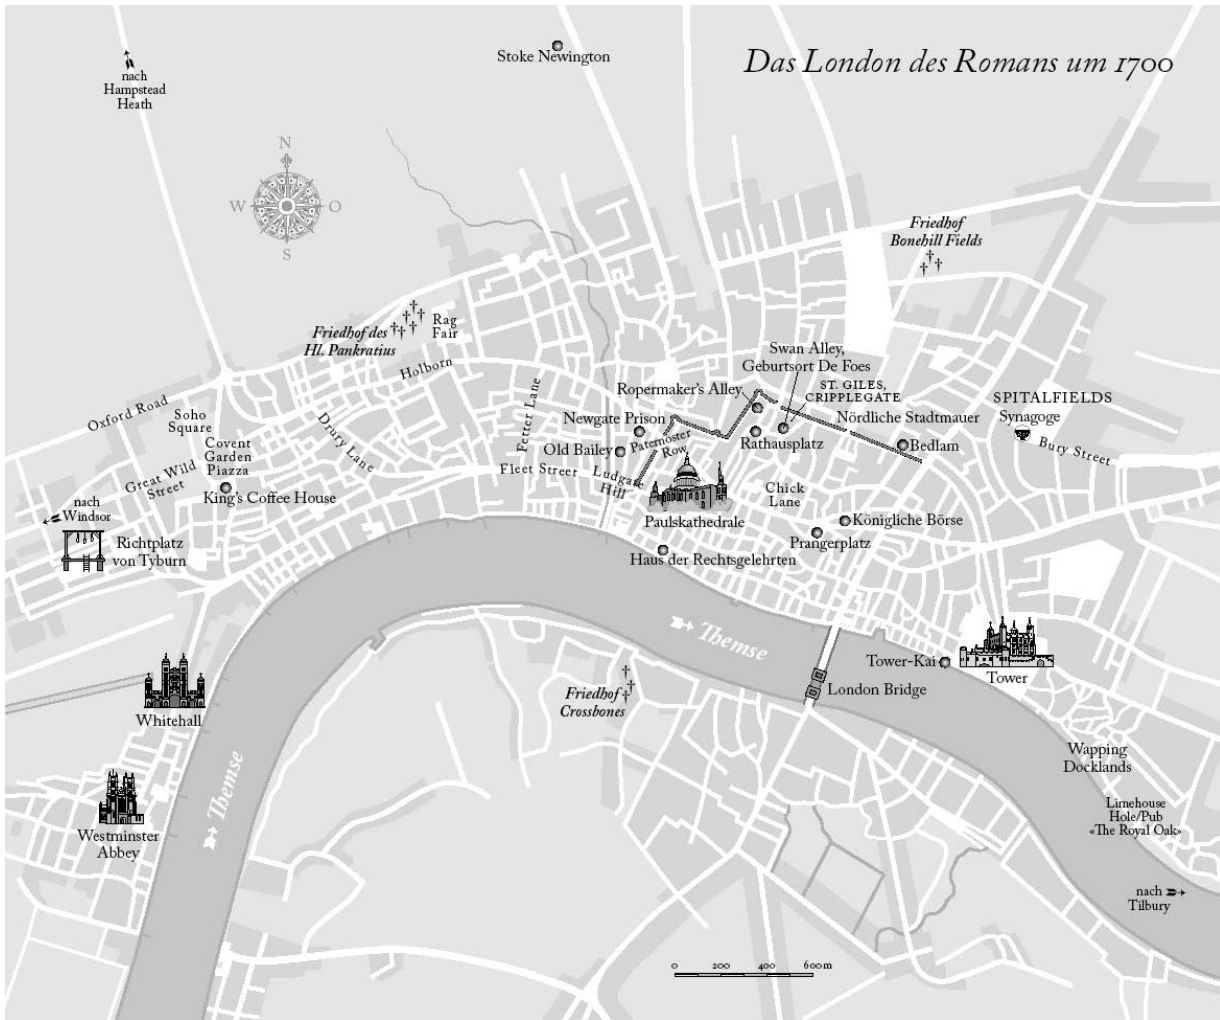 Das London des Romans um 1700
Stoke Newington
nach
Hampstead
Heath
N
W
O
S
Friedhof
Bonehill Fields
Friedhof des
Hl. Pankratius
Rag
Fair
Holborn
Oxford Road
Soho
Square
Covent
Garden
Piazza
Great Wild
Street
King's Coffee House
Drury Lane
Fetter Lane
Fleet Street
Ludgate
Hill
Swan Alley,
Geburtsort De Foes
Ropermaker's Alley
ST. GILES,
CRIPPLEGATE
Newgate Prison
Old Bailey
Paternoster
Row
Rathausplatz
Nördliche Stadtmauer
Bedlam
SPITALFIELDS
Synagoge
Bury Street
Chick
Lane
Paulskathedrale
Königliche Börse
Prangerplatz
Haus der Rechtsgelehrten
nach
Windsor
Richtplatz
von Tyburn
Themse
Tower-Kai
Tower
London Bridge
Friedhof
Crossbones
Whitehall
Westminster
Abbey
Themse
Wapping
Docklands
Limehouse
Hole/Pub
«The Royal Oak»
nach
Tilbury
0 200 400 600 m